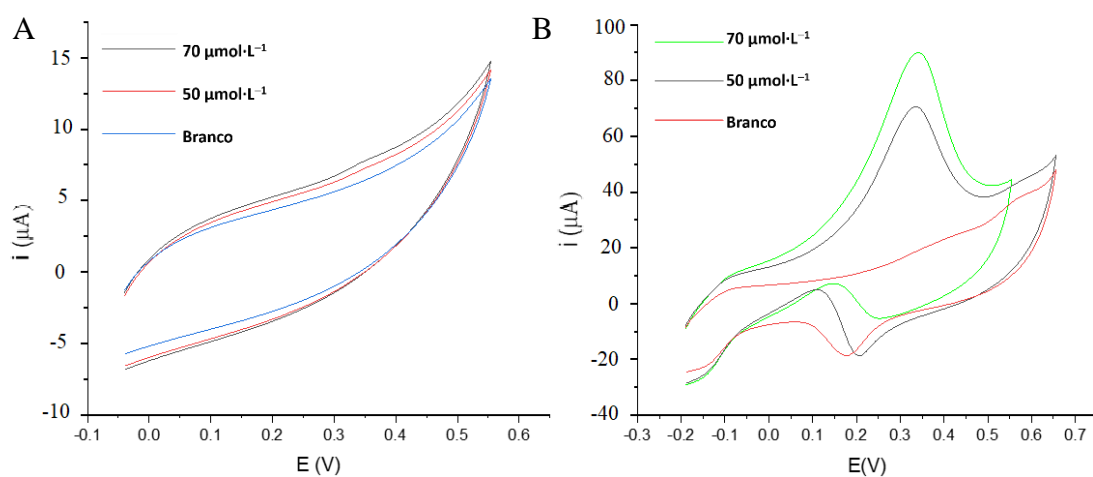 A
70 μmol·L⁻¹
50 μmol·L⁻¹
Branco
15
10
5
0
-5
-10
i (μA)
-0.1 0.0 0.1 0.2 0.3 0.4 0.5 0.6
E (V)
B
70 μmol·L⁻¹
50 μmol·L⁻¹
Branco
100
80
60
40
20
0
-20
-40
i (μA)
-0.3 -0.2 -0.1 0.0 0.1 0.2 0.3 0.4 0.5 0.6 0.7
E(V)